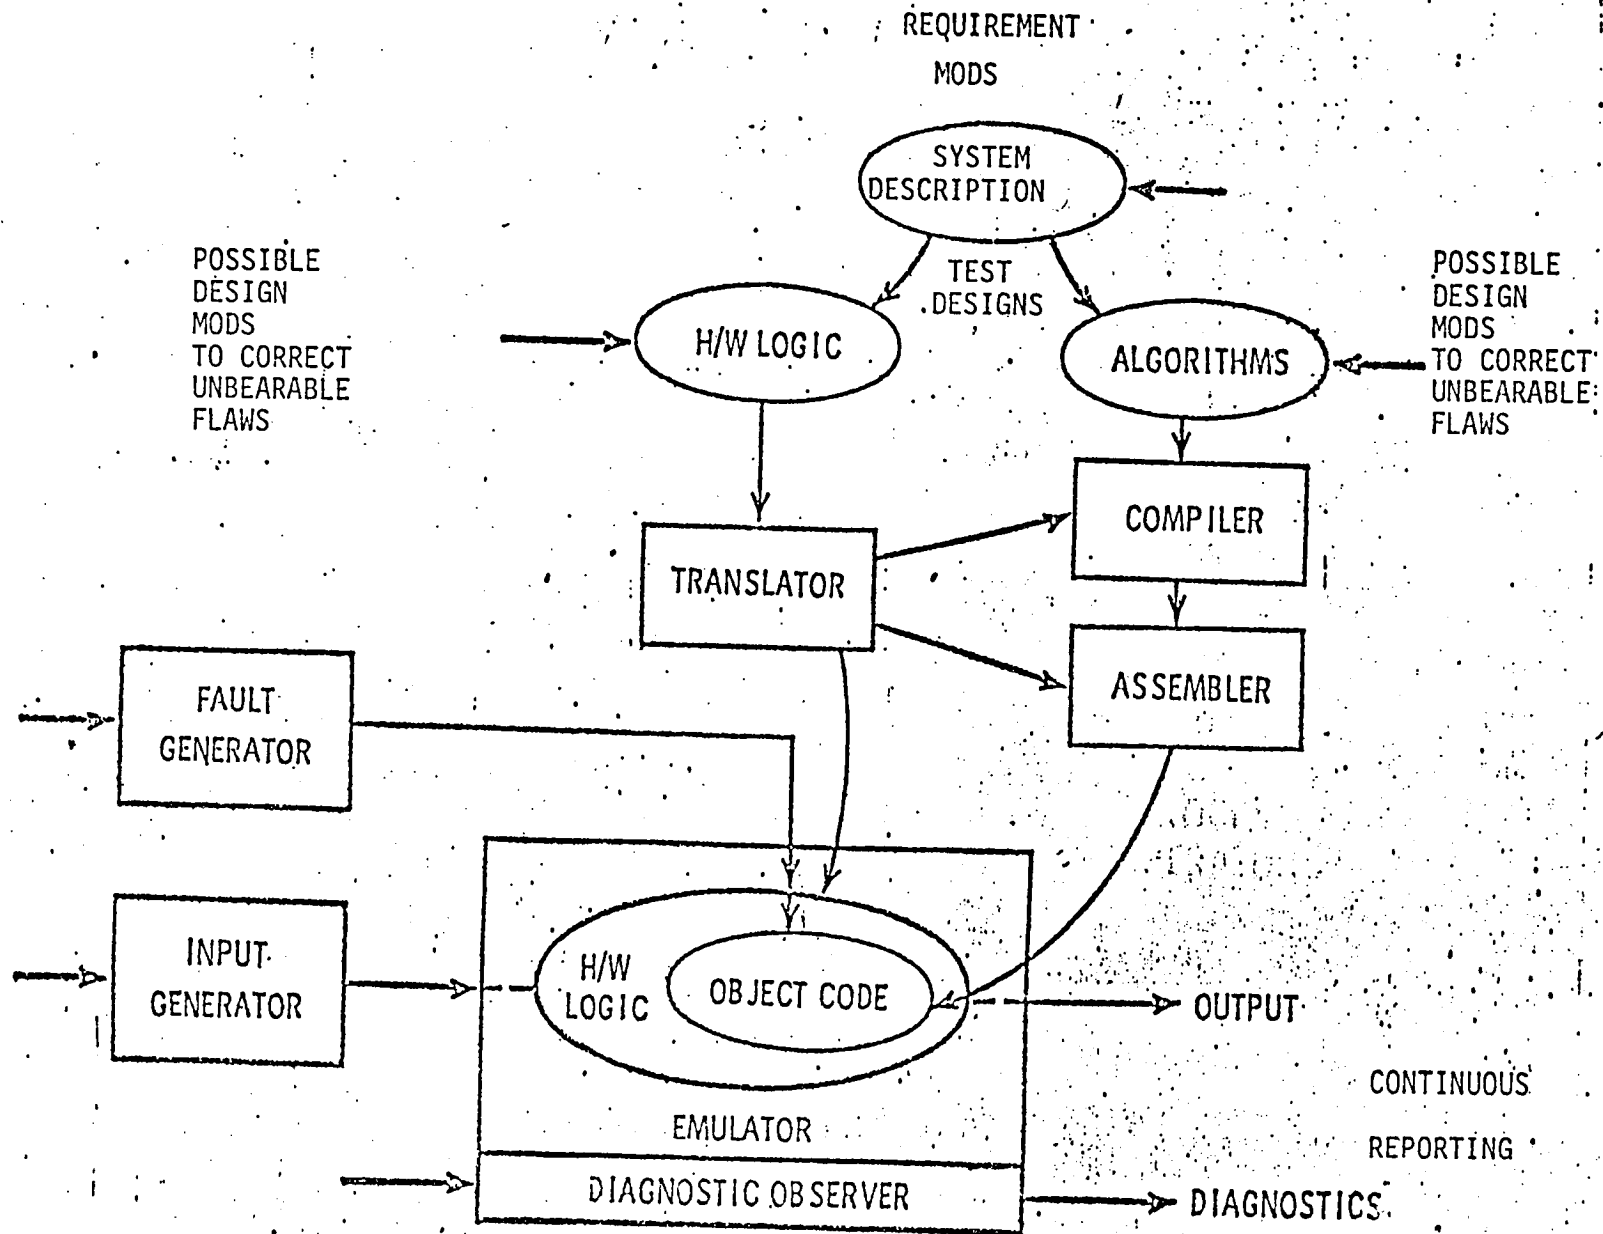 REQUIREMENT
MODS
SYSTEM
DESCRIPTION
TEST
DESIGNS
POSSIBLE
DESIGN
MODS
TO CORRECT
UNBEARABLE
FLAWS
H/W LOGIC
ALGORITHMS
POSSIBLE
DESIGN
MODS
TO CORRECT
UNBEARABLE
FLAWS
COMPILER
TRANSLATOR
ASSEMBLER
FAULT
GENERATOR
INPUT
GENERATOR
H/W
LOGIC
OBJECT CODE
OUTPUT
CONTINUOUS
REPORTING
EMULATOR
DIAGNOSTIC OBSERVER
DIAGNOSTICS